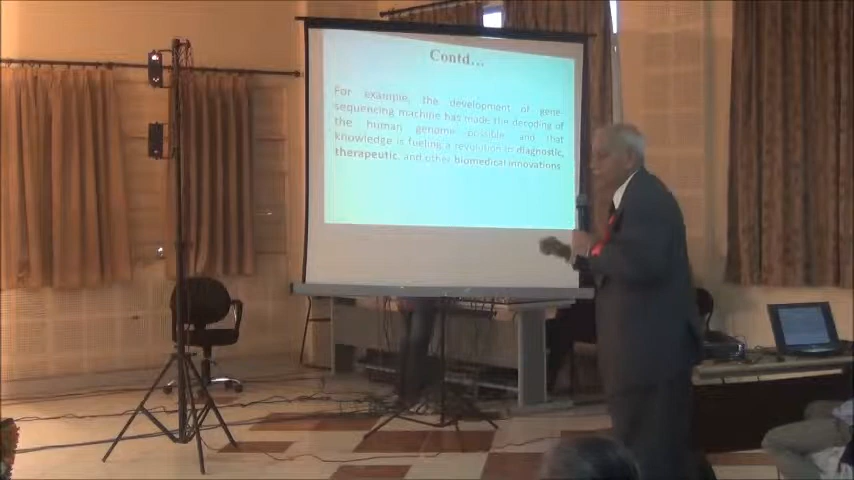 Contd...
For example, the development of gene
sequencing machine has made the decoding of
the human genome possible and that
knowledge is fueling a revolution in diagnostic,
therapeutic, and other biomedical innovations